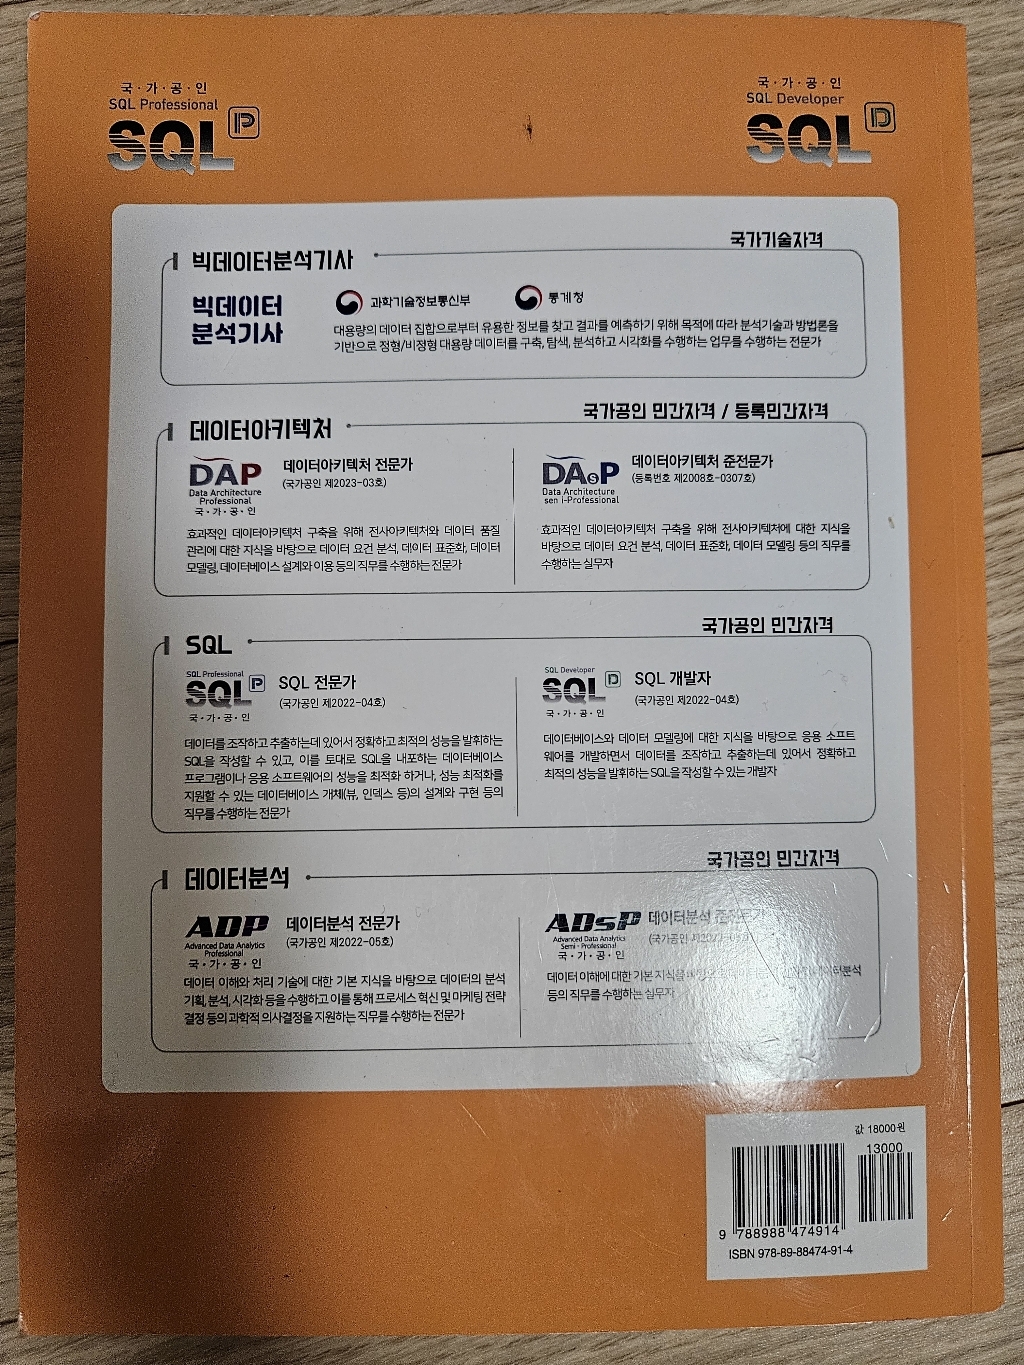 국·가·공·인
SQL Professional
SQL P
국·가·공·인
SQL Developer
SQL D
국가기술자격
빅데이터분석기사
빅데이터
분석기사
과학기술정보통신부
통계청
대용량의 데이터 집합으로부터 유용한 정보를 찾고 결과를 예측하기 위해 목적에 따라 분석기술과 방법론을
기반으로 정형/비정형 대용량 데이터를 구축, 탐색, 분석하고 시각화를 수행하는 업무를 수행하는 전문가
국가공인 민간자격 / 등록민간자격
데이터아키텍처
DAP
Data Architecture
Professional
국·가·공·인
데이터아키텍처 전문가
(국가공인 제2023-03호)
효과적인 데이터아키텍처 구축을 위해 전사아키텍처와 데이터 품질
관리에 대한 지식을 바탕으로 데이터 요건 분석, 데이터 표준화, 데이터
모델링, 데이터베이스 설계와 이용 등의 직무를 수행하는 전문가
DAsP
Data Architecture
sem i-Professional
데이터아키텍처 준전문가
(등록번호 제2008호-0307호)
효과적인 데이터아키텍처 구축을 위해 전사아키텍처에 대한 지식을
바탕으로 데이터 요건 분석, 데이터 표준화, 데이터 모델링 등의 직무를
수행하는 실무자
국가공인 민간자격
SQL
SQL Professional
SQL P
국·가·공·인
SQL 전문가
(국가공인 제2022-04호)
데이터를 조작하고 추출하는데 있어서 정확하고 최적의 성능을 발휘하는
SQL을 작성할 수 있고, 이를 토대로 SQL을 내포하는 데이터베이스
프로그램이나 응용 소프트웨어의 성능을 최적화 하거나, 성능 최적화를
지원할 수 있는 데이터베이스 개체(뷰, 인덱스 등)의 설계와 구현 등의
직무를 수행하는 전문가
SQL Developer
SQL D
국·가·공·인
SQL 개발자
(국가공인 제2022-04호)
데이터베이스와 데이터 모델링에 대한 지식을 바탕으로 응용 소프트
웨어를 개발하면서 데이터를 조작하고 추출하는데 있어서 정확하고
최적의 성능을 발휘하는 SQL을 작성할 수 있는 개발자
국가공인 민간자격
데이터분석
ADP
Advanced Data Analytics
Professional
국·가·공·인
데이터분석 전문가
(국가공인 제2022-05호)
데이터 이해와 처리 기술에 대한 기본 지식을 바탕으로 데이터의 분석
기획, 분석, 시각화 등을 수행하고 이를 통해 프로세스 혁신 및 마케팅 전략
결정 등의 과학적 의사결정을 지원하는 직무를 수행하는 전문가
ADsP
Advanced Data Analytics
Semi-Professional
국·가·공·인
데이터분석 준전문가
(국가공인
데이터 이해에 대한 기본 지식을 데이터분석
등의 직무를 수행하는 실무자
값 18000원
13000
9 788988 474914
ISBN 978-89-88474-91-4